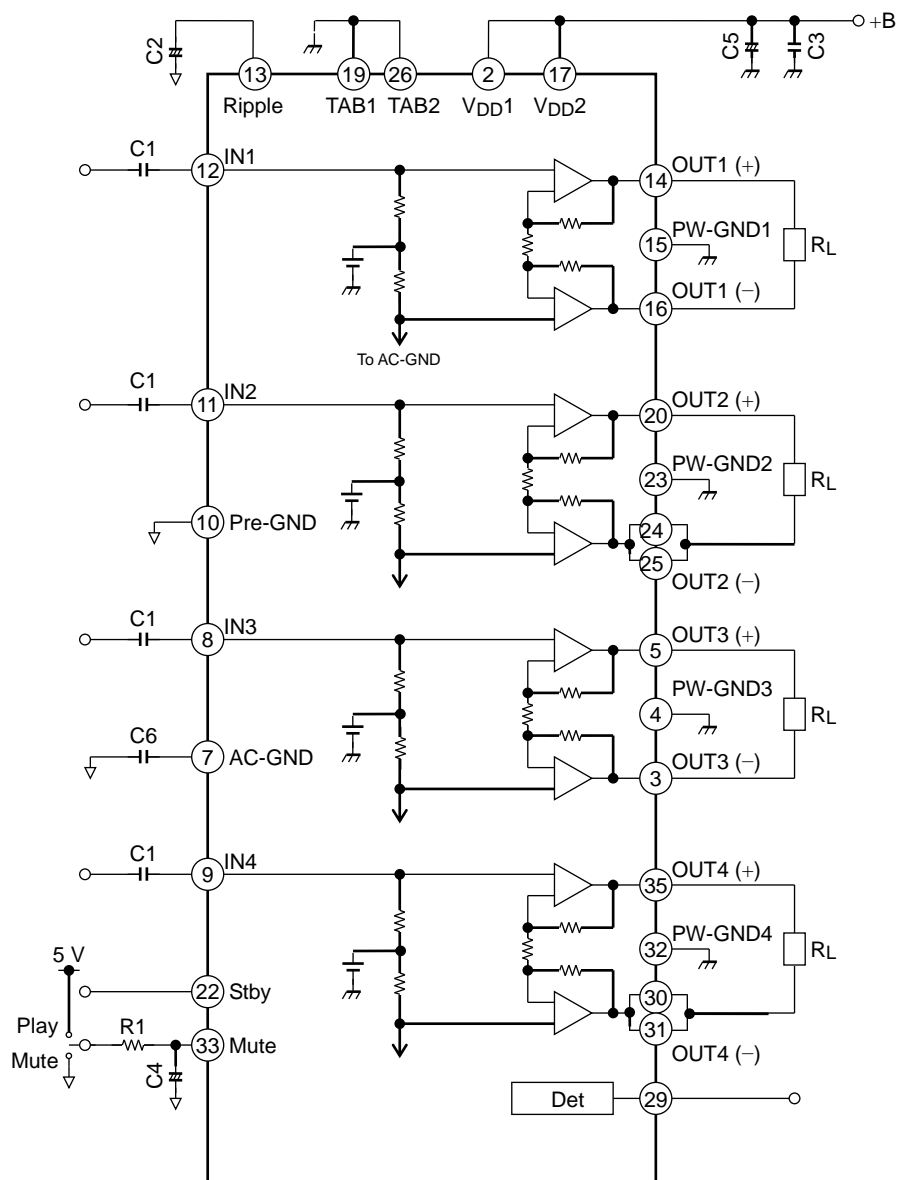 C2
C5
C3
+B
13
19
26
2
17
Ripple
TAB1
TAB2
VDD1
VDD2
C1
12
IN1
14
OUT1 (+)
15
PW-GND1
RL
16
OUT1 (−)
To AC-GND
C1
11
IN2
20
OUT2 (+)
23
PW-GND2
RL
10
Pre-GND
24
25
OUT2 (−)
C1
8
IN3
5
OUT3 (+)
4
PW-GND3
RL
C6
7
AC-GND
3
OUT3 (−)
C1
9
IN4
35
OUT4 (+)
32
PW-GND4
RL
5 V
22
Stby
30
Play
R1
33
Mute
31
Mute
C4
OUT4 (−)
Det
29